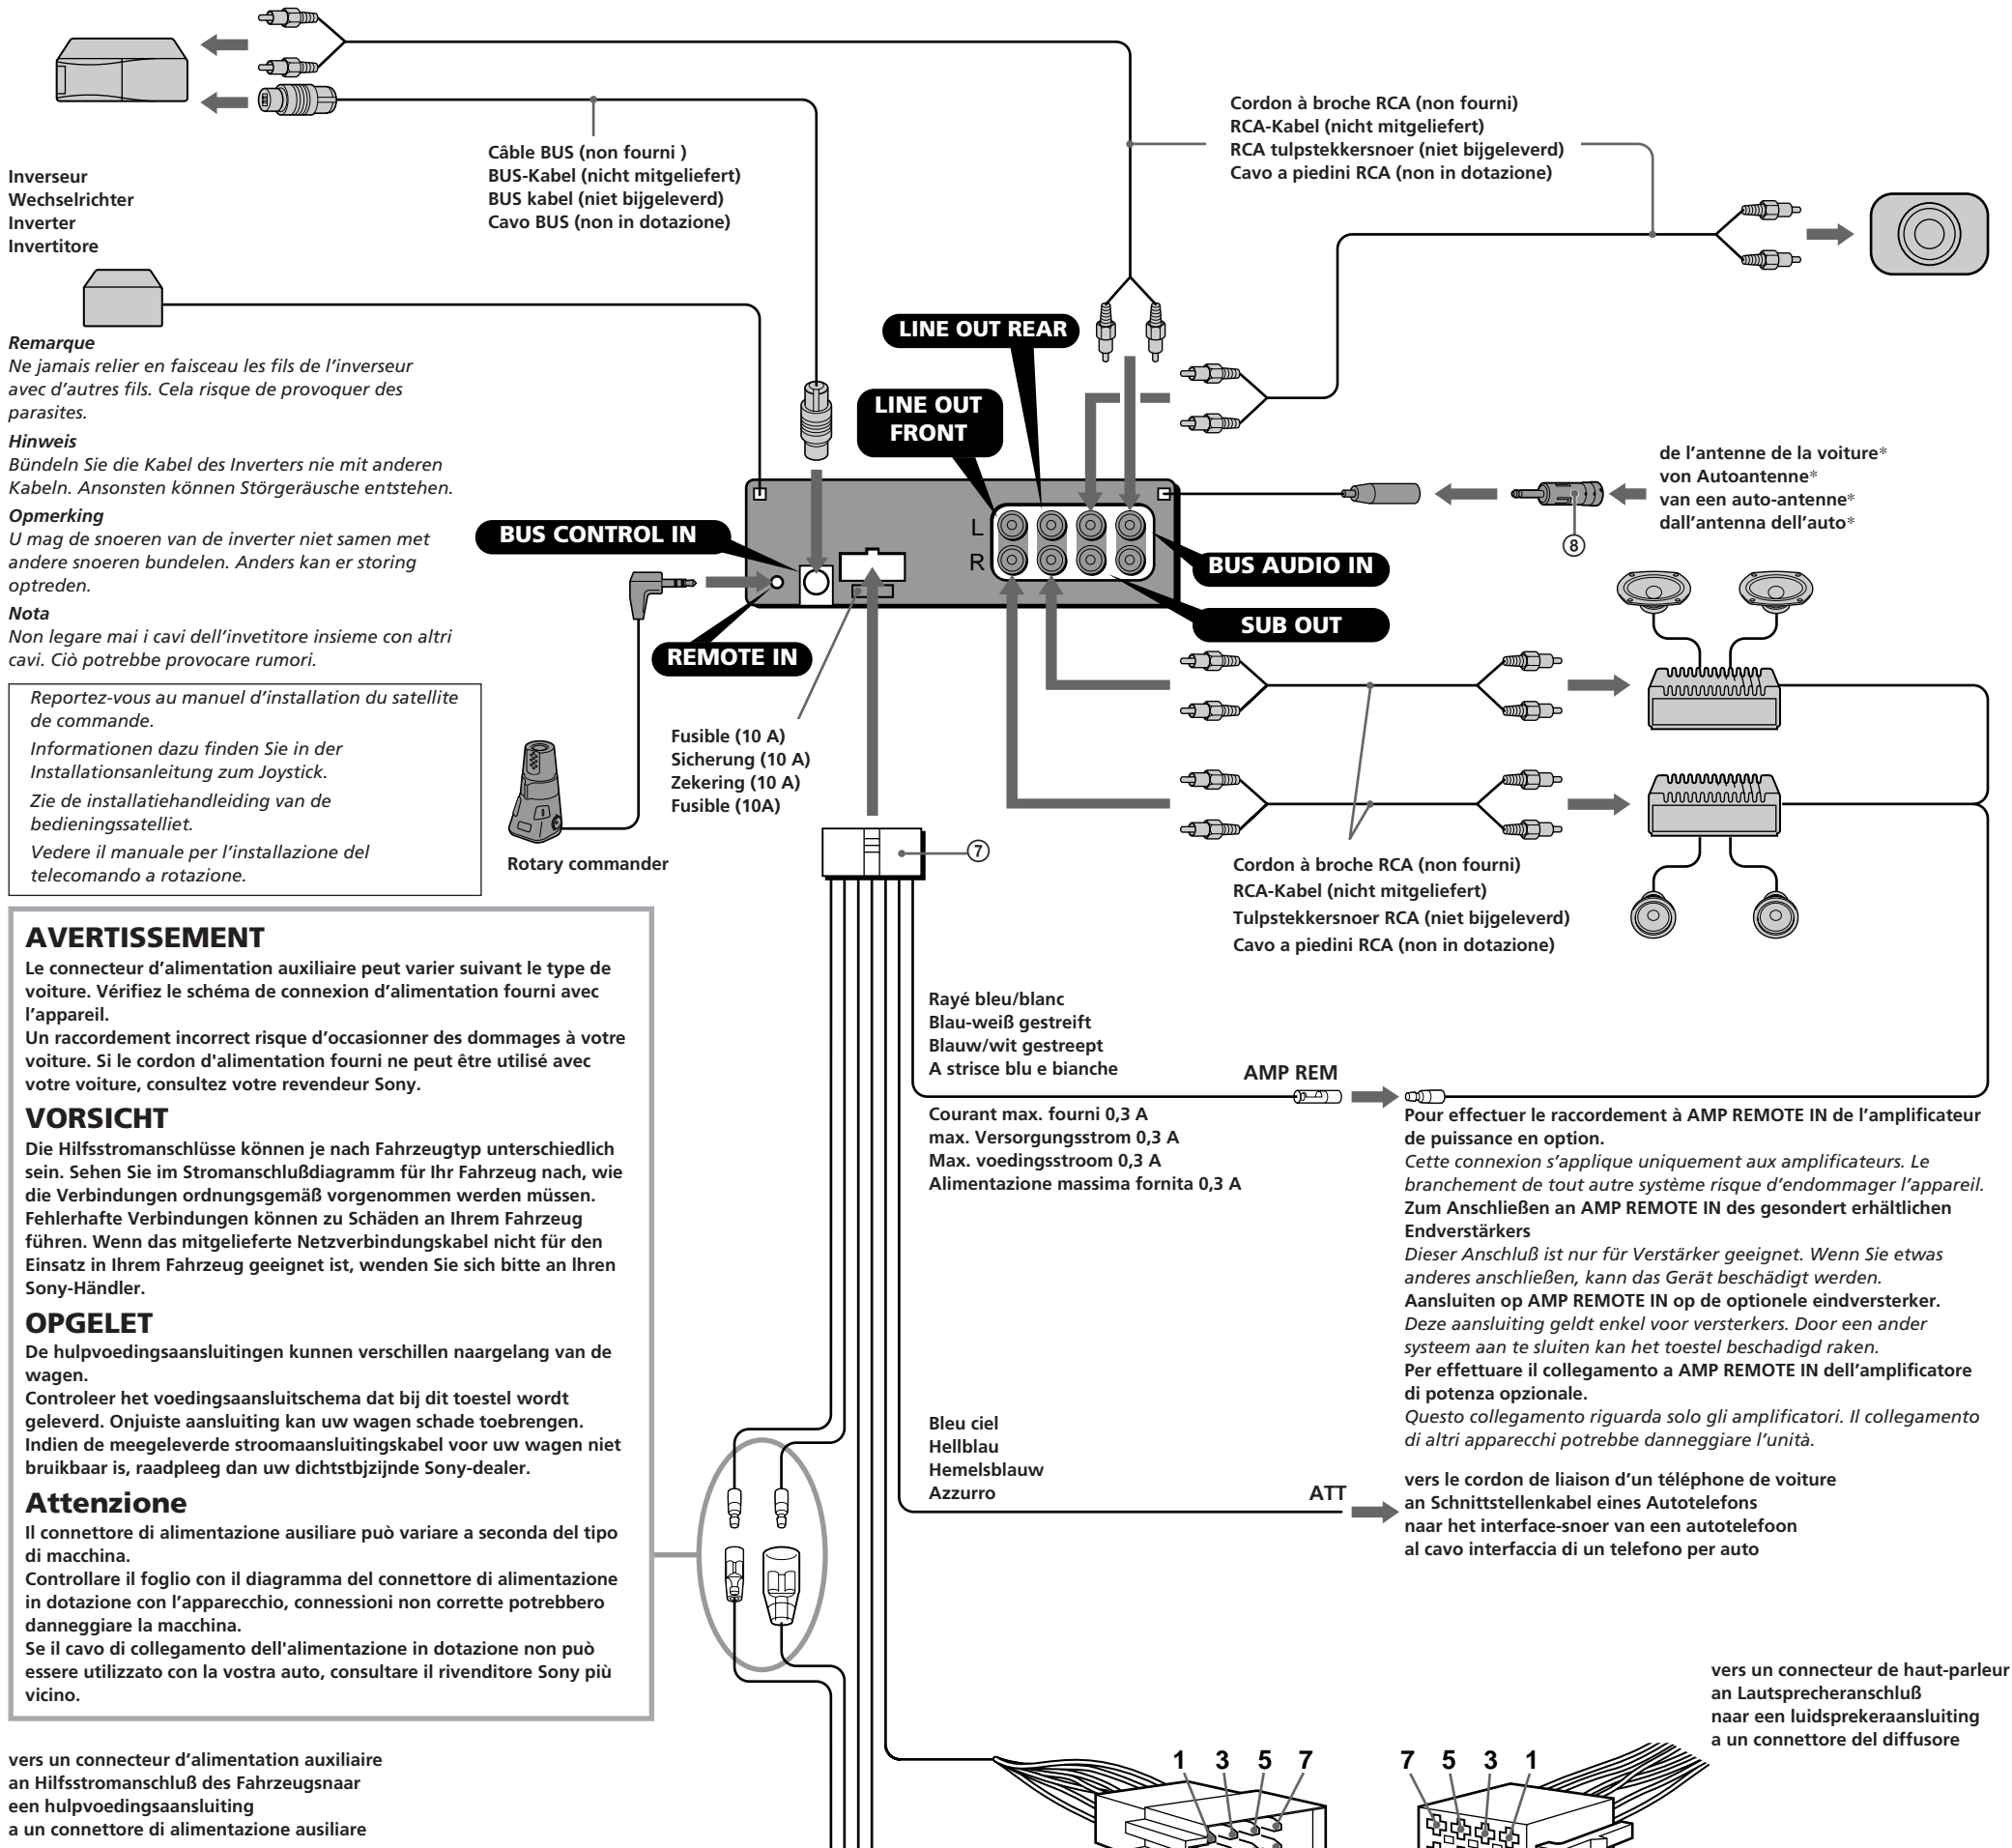 Câble BUS (non fourni )
BUS-Kabel (nicht mitgeliefert)
BUS kabel (niet bijgeleverd)
Cavo BUS (non in dotazione)
Cordon à broche RCA (non fourni)
RCA-Kabel (nicht mitgeliefert)
RCA tulpstekkersnoer (niet bijgeleverd)
Cavo a piedini RCA (non in dotazione)
Inverseur
Wechselrichter
Inverter
Invertitore
Remarque
Ne jamais relier en faisceau les fils de l’inverseur
avec d’autres fils. Cela risque de provoquer des
parasites.
Hinweis
Bündeln Sie die Kabel des Inverters nie mit anderen
Kabeln. Ansonsten können Störgeräusche entstehen.
Opmerking
U mag de snoeren van de inverter niet samen met
andere snoeren bundelen. Anders kan er storing
optreden.
Nota
Non legare mai i cavi dell’invetitore insieme con altri
cavi. Ciò potrebbe provocare rumori.
LINE OUT REAR
LINE OUT
FRONT
BUS CONTROL IN
L
R
BUS AUDIO IN
SUB OUT
REMOTE IN
de l’antenne de la voiture*
von Autoantenne*
van een auto-antenne*
dall’antenna dell’auto*
⑧
Reportez-vous au manuel d’installation du satellite
de commande.
Informationen dazu finden Sie in der
Installationsanleitung zum Joystick.
Zie de installatiehandleiding van de
bedieningssatelliet.
Vedere il manuale per l’installazione del
telecomando a rotazione.
Rotary commander
Fusible (10 A)
Sicherung (10 A)
Zekering (10 A)
Fusible (10A)
⑦
Cordon à broche RCA (non fourni)
RCA-Kabel (nicht mitgeliefert)
Tulpstekkersnoer RCA (niet bijgeleverd)
Cavo a piedini RCA (non in dotazione)
AVERTISSEMENT
Le connecteur d’alimentation auxiliaire peut varier suivant le type de
voiture. Vérifiez le schéma de connexion d’alimentation fourni avec
l’appareil.
Un raccordement incorrect risque d’occasionner des dommages à votre
voiture. Si le cordon d'alimentation fourni ne peut être utilisé avec
votre voiture, consultez votre revendeur Sony.
VORSICHT
Die Hilfsstromanschlüsse können je nach Fahrzeugtyp unterschiedlich
sein. Sehen Sie im Stromanschlußdiagramm für Ihr Fahrzeug nach, wie
die Verbindungen ordnungsgemäß vorgenommen werden müssen.
Fehlerhafte Verbindungen können zu Schäden an Ihrem Fahrzeug
führen. Wenn das mitgelieferte Netzverbindungskabel nicht für den
Einsatz in Ihrem Fahrzeug geeignet ist, wenden Sie sich bitte an lhren
Sony-Händler.
OPGELET
De hulpvoedingsaansluitingen kunnen verschillen naargelang van de
wagen.
Controleer het voedingsaansluitschema dat bij dit toestel wordt
geleverd. Onjuiste aansluiting kan uw wagen schade toebrengen.
Indien de meegeleverde stroomaansluitingskabel voor uw wagen niet
bruikbaar is, raadpleeg dan uw dichtstbjzijnde Sony-dealer.
Attenzione
Il connettore di alimentazione ausiliare può variare a seconda del tipo
di macchina.
Controllare il foglio con il diagramma del connettore di alimentazione
in dotazione con l’apparecchio, connessioni non corrette potrebbero
danneggiare la macchina.
Se il cavo di collegamento dell'alimentazione in dotazione non può
essere utilizzato con la vostra auto, consultare il rivenditore Sony più
vicino.
Rayé bleu/blanc
Blau-weiß gestreift
Blauw/wit gestreept
A strisce blu e bianche
AMP REM
Courant max. fourni 0,3 A
max. Versorgungsstrom 0,3 A
Max. voedingsstroom 0,3 A
Alimentazione massima fornita 0,3 A
Pour effectuer le raccordement à AMP REMOTE IN de l’amplificateur
de puissance en option.
Cette connexion s’applique uniquement aux amplificateurs. Le
branchement de tout autre système risque d’endommager l’appareil.
Zum Anschließen an AMP REMOTE IN des gesondert erhältlichen
Endverstärkers
Dieser Anschluß ist nur für Verstärker geeignet. Wenn Sie etwas
anderes anschließen, kann das Gerät beschädigt werden.
Aansluiten op AMP REMOTE IN op de optionele eindversterker.
Deze aansluiting geldt enkel voor versterkers. Door een ander
systeem aan te sluiten kan het toestel beschadigd raken.
Per effettuare il collegamento a AMP REMOTE IN dell’amplificatore
di potenza opzionale.
Questo collegamento riguarda solo gli amplificatori. Il collegamento
di altri apparecchi potrebbe danneggiare l’unità.
Bleu ciel
Hellblau
Hemelsblauw
Azzurro
ATT
vers le cordon de liaison d’un téléphone de voiture
an Schnittstellenkabel eines Autotelefons
naar het interface-snoer van een autotelefoon
al cavo interfaccia di un telefono per auto
vers un connecteur de haut-parleur
an Lautsprecheranschluß
naar een luidsprekeraansluiting
a un connettore del diffusore
vers un connecteur d’alimentation auxiliaire
an Hilfsstromanschluß des Fahrzeugsnaar
een hulpvoedingsaansluiting
a un connettore di alimentazione ausiliare
1 3 5 7
7 5 3 1